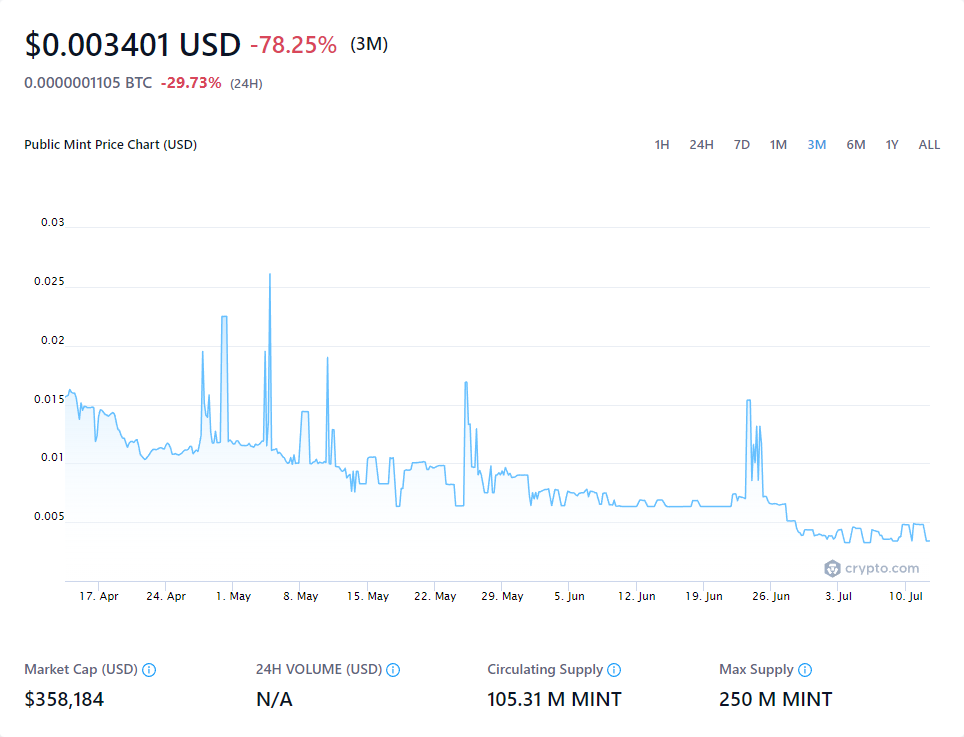 $0.003401 USD -78.25% (3M)
0.0000001105 BTC -29.73% (24H)
Public Mint Price Chart (USD) 1H 24H 7D 1M 3M 6M 1Y ALL
0.03
0.025
0.02
0.015
0.01
0.005
crypto.com
17. Apr 24. Apr 1. May 8. May 15. May 22. May 29. May 5. Jun 12. Jun 19. Jun 26. Jun 3. Jul 10. Jul
Market Cap (USD) 24H VOLUME (USD) Circulating Supply Max Supply
$358,184 N/A 105.31 M MINT 250 M MINT